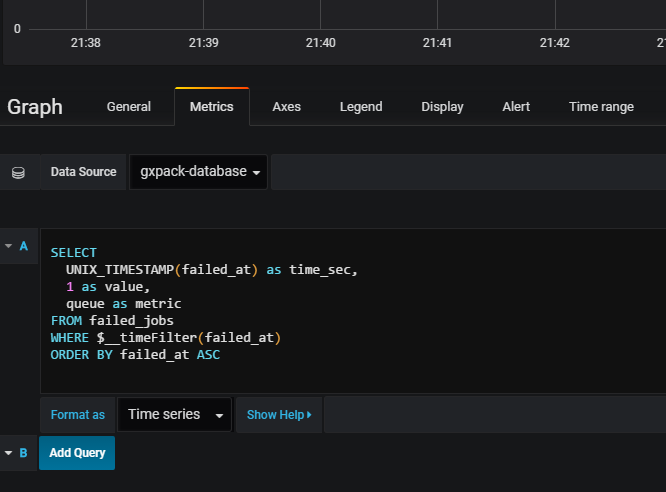 0
21:38 21:39 21:40 21:41 21:42 2
Graph General Metrics Axes Legend Display Alert Time range
Data Source gxpack-database
A
SELECT
UNIX_TIMESTAMP(failed_at) as time_sec,
1 as value,
queue as metric
FROM failed_jobs
WHERE $__timeFilter(failed_at)
ORDER BY failed_at ASC
Format as Time series Show Help
B Add Query